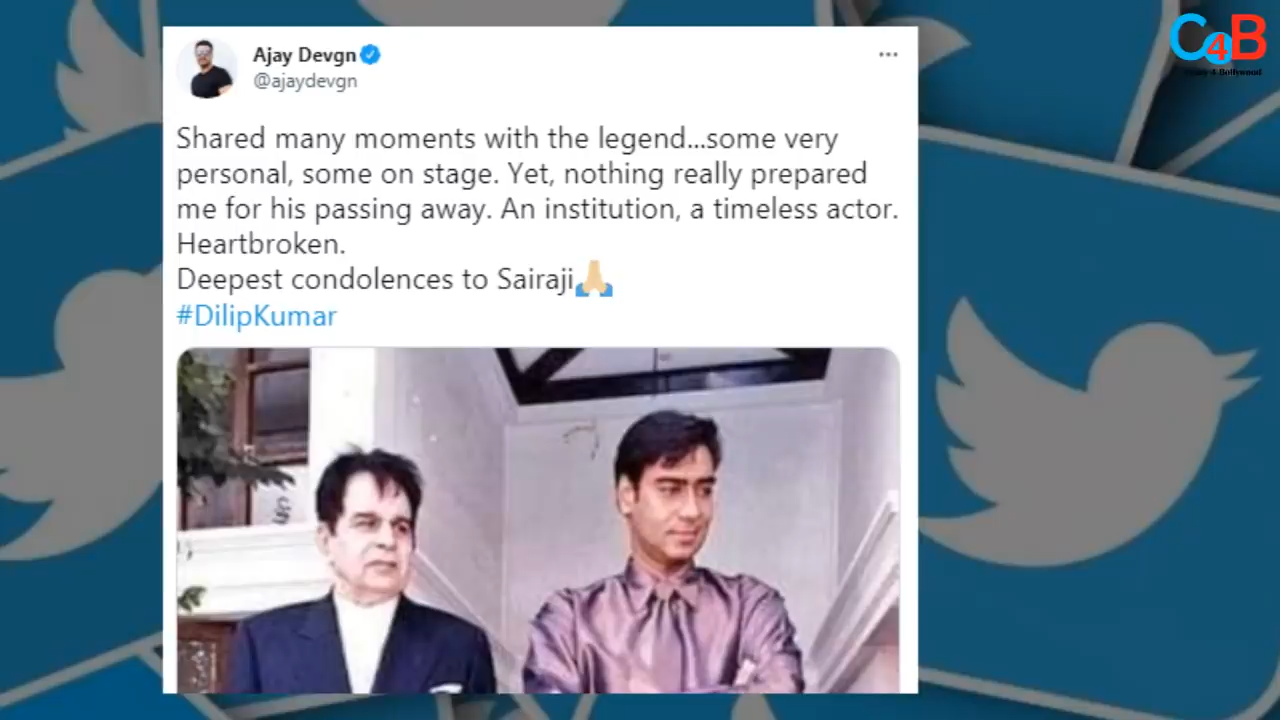 C4B
Ajay Devgn
@ajaydevgn
Shared many moments with the legend...some very
personal, some on stage. Yet, nothing really prepared
me for his passing away. An institution, a timeless actor.
Heartbroken.
Deepest condolences to Sairaji🙏
#DilipKumar